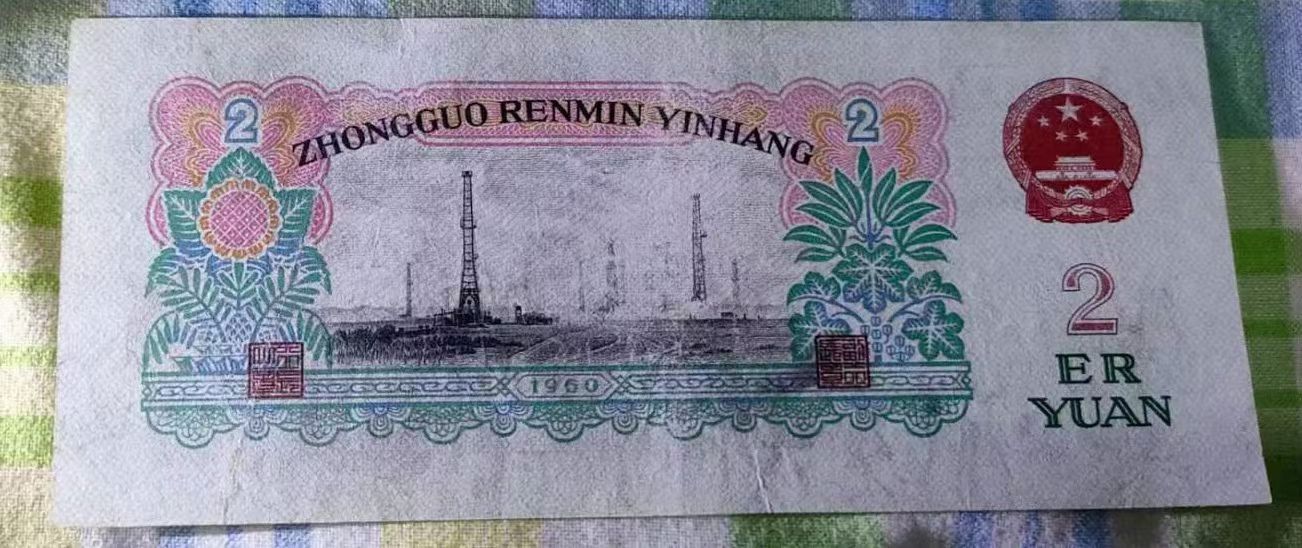 2
2
ZHONGGUO RENMIN YINHANG
2
ER
YUAN
1960